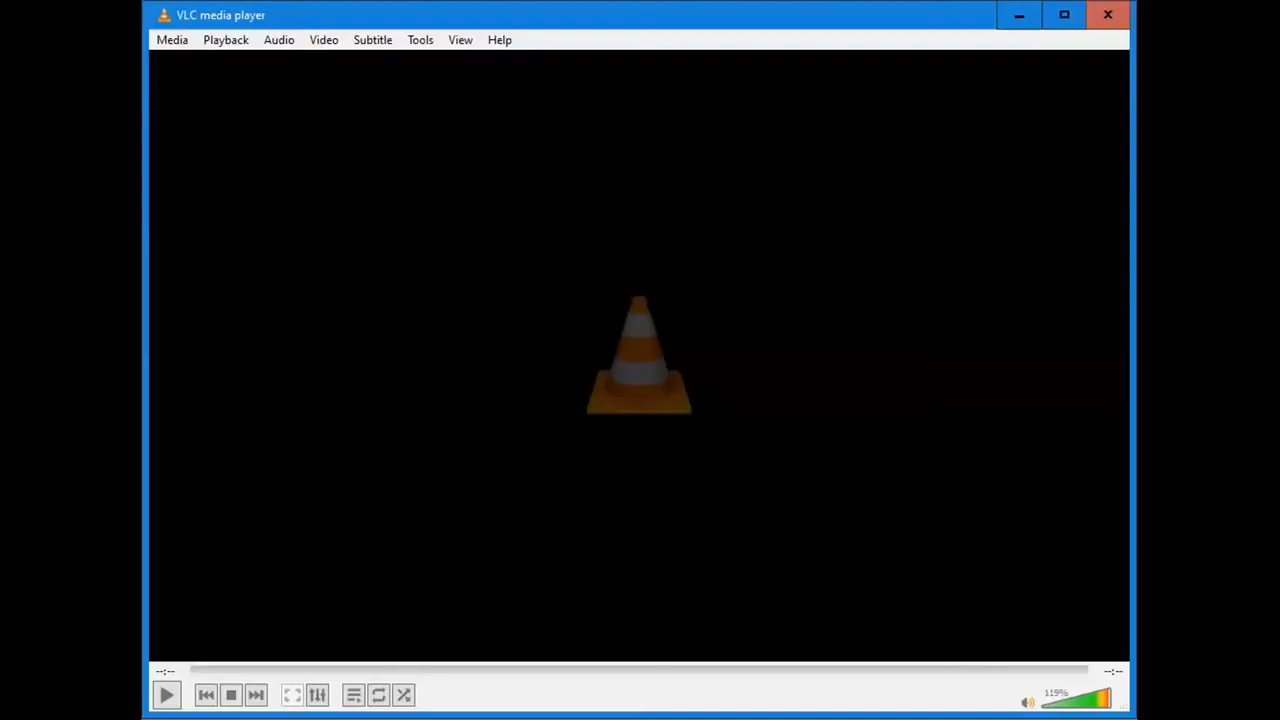 VLC media player
Media Playback Audio Video Subtitle Tools View Help
--:-- --:--
119%